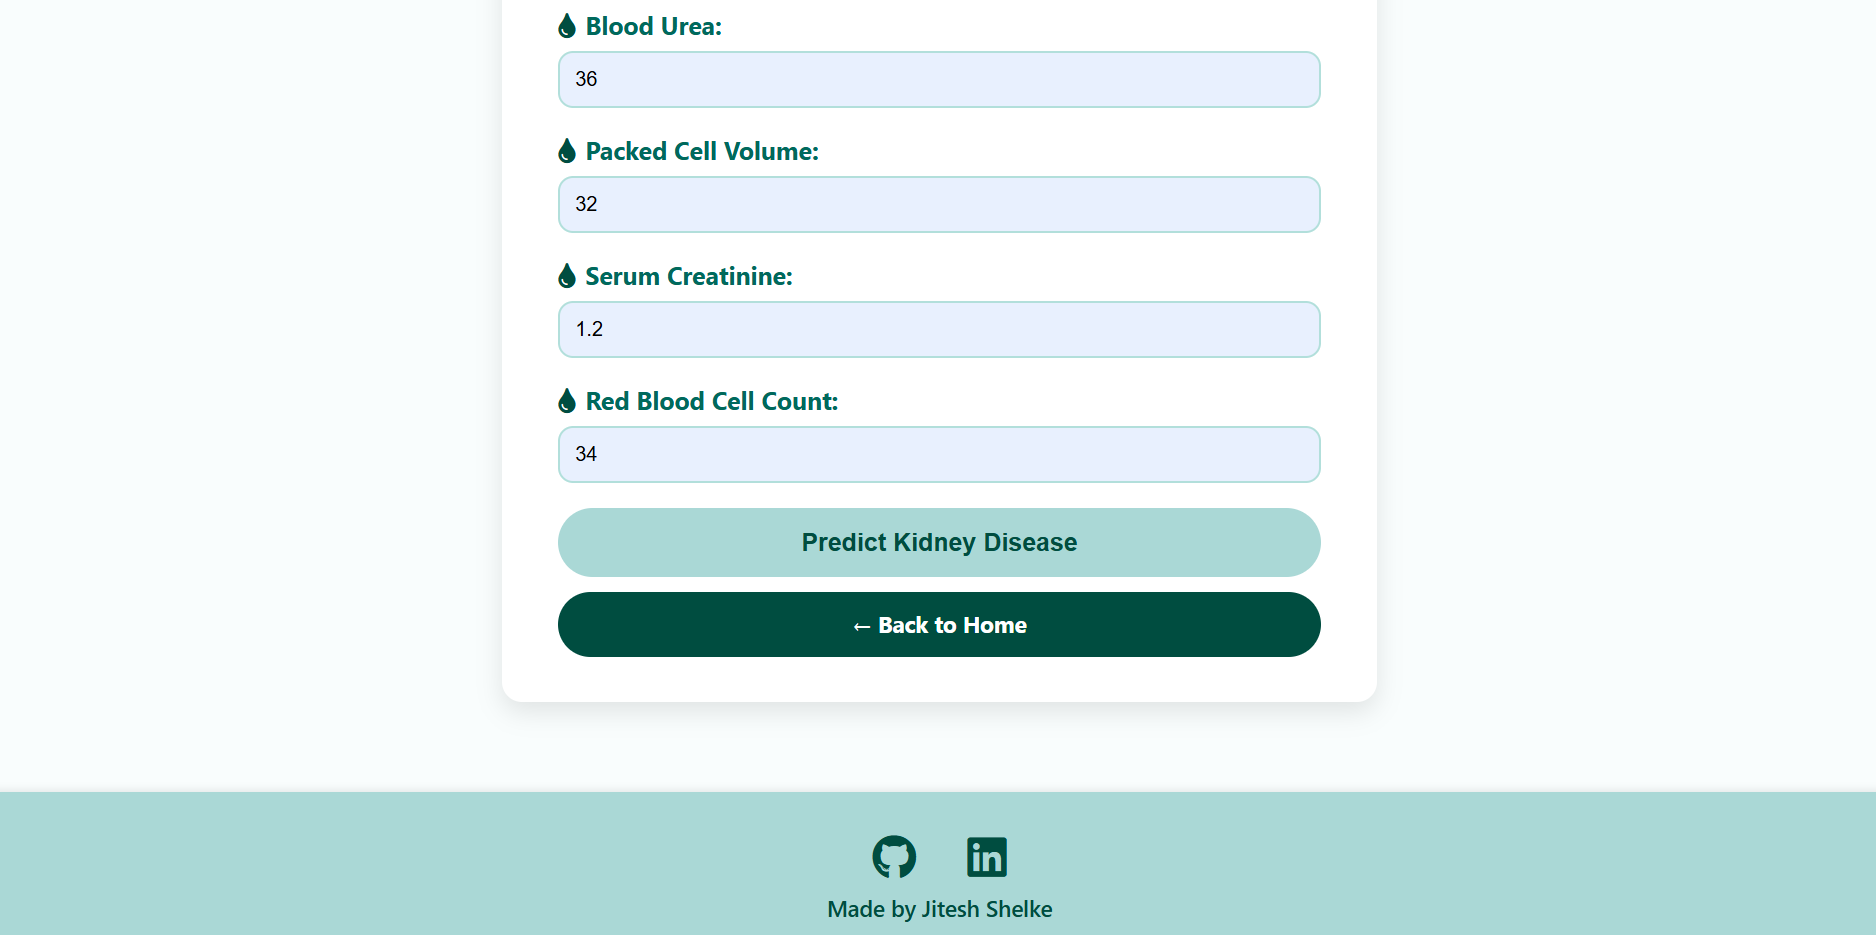 Blood Urea:
36
Packed Cell Volume:
32
Serum Creatinine:
1.2
Red Blood Cell Count:
34
Predict Kidney Disease
← Back to Home
in
Made by Jitesh Shelke